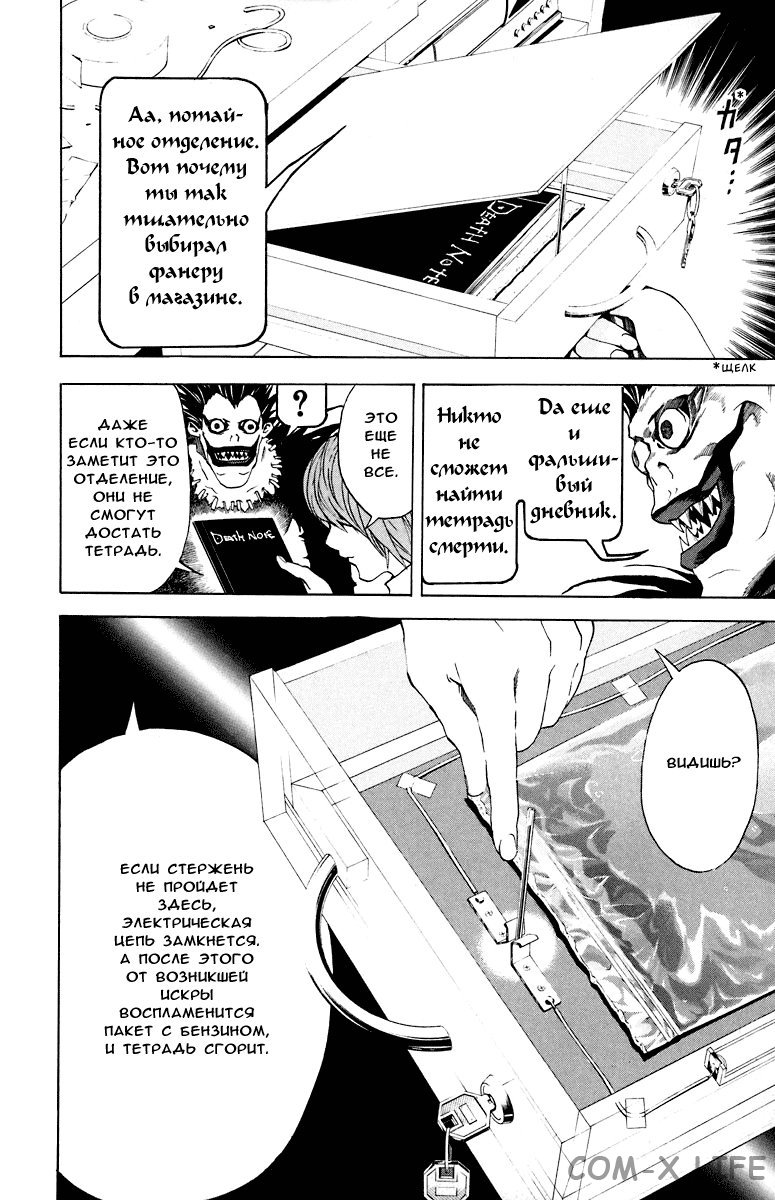 *
ガタ…
Аа, потай-
ное отделение.
Вот почему
ты так
тщательно
выбирал
фанеру
в магазине.
DEATH NOTE
*ЩЕЛК
Да еще
и
фальши-
вый
дневник.
Никто
не
сможет
найти
тетрадь
смерти.
?
ЭТО
ЕЩЕ
НЕ
ВСЕ.
ДАЖЕ
ЕСЛИ КТО-ТО
ЗАМЕТИТ ЭТО
ОТДЕЛЕНИЕ,
ОНИ НЕ
СМОГУТ
ДОСТАТЬ
ТЕТРАДЬ.
DEATH NOTE
ВИДИШЬ?
ЕСЛИ СТЕРЖЕНЬ
НЕ ПРОЙДЕТ
ЗДЕСЬ,
ЭЛЕКТРИЧЕСКАЯ
ЦЕПЬ ЗАМКНЕТСЯ.
А ПОСЛЕ ЭТОГО
ОТ ВОЗНИКШЕЙ
ИСКРЫ
ВОСПЛАМЕНИТСЯ
ПАКЕТ С БЕНЗИНОМ,
И ТЕТРАДЬ СГОРИТ.
COM-X LIFE